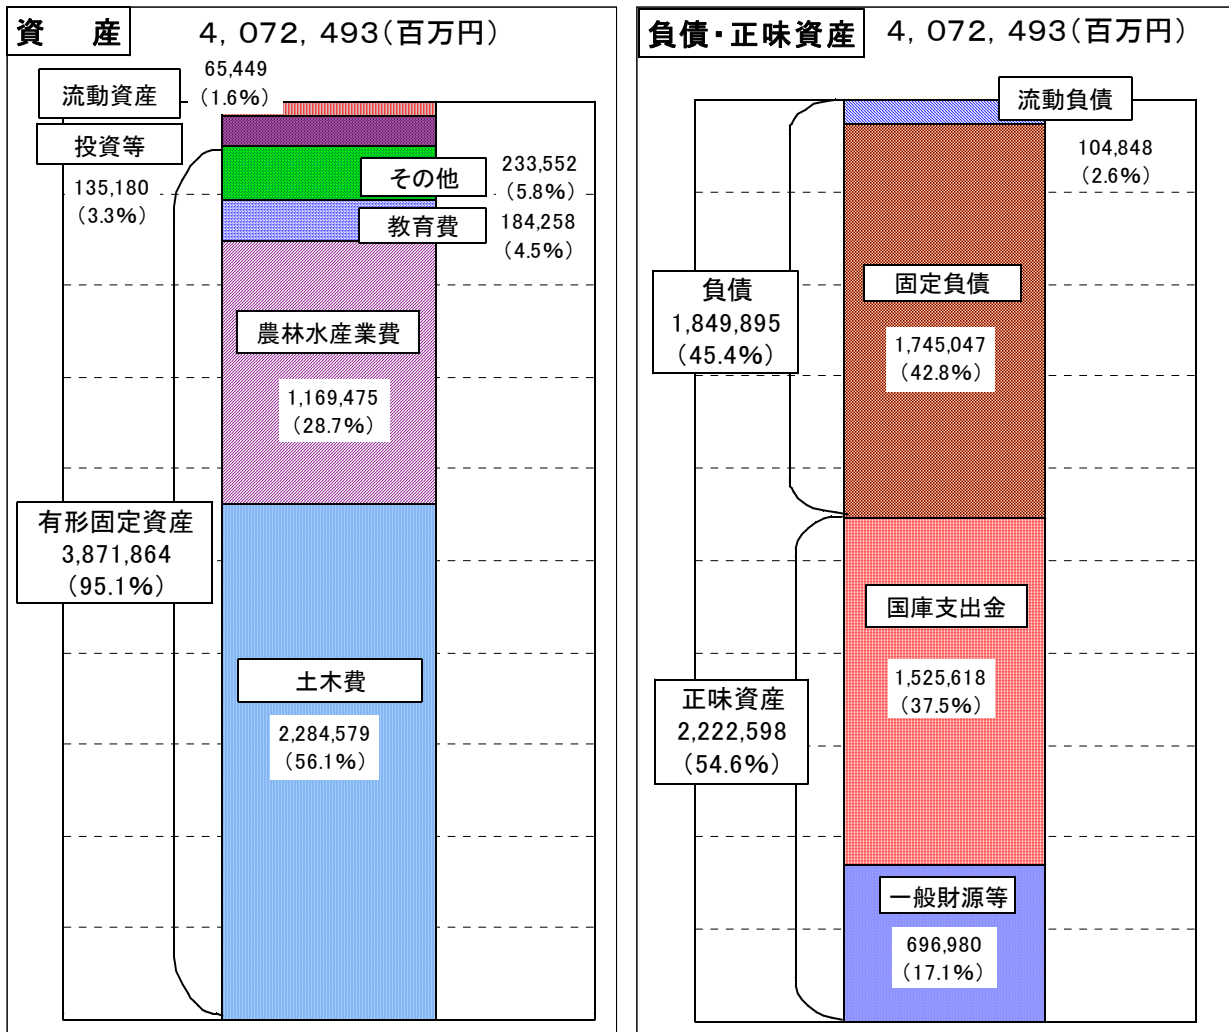 資　産
4，072，493(百万円)
流動資産
65,449
(1.6%)
投資等
135,180
(3.3%)
その他
233,552
(5.8%)
教育費
184,258
(4.5%)
農林水産業費
1,169,475
(28.7%)
有形固定資産
3,871,864
(95.1%)
土木費
2,284,579
(56.1%)
負債・正味資産
4，072，493(百万円)
流動負債
104,848
(2.6%)
負債
1,849,895
(45.4%)
固定負債
1,745,047
(42.8%)
国庫支出金
1,525,618
(37.5%)
正味資産
2,222,598
(54.6%)
一般財源等
696,980
(17.1%)